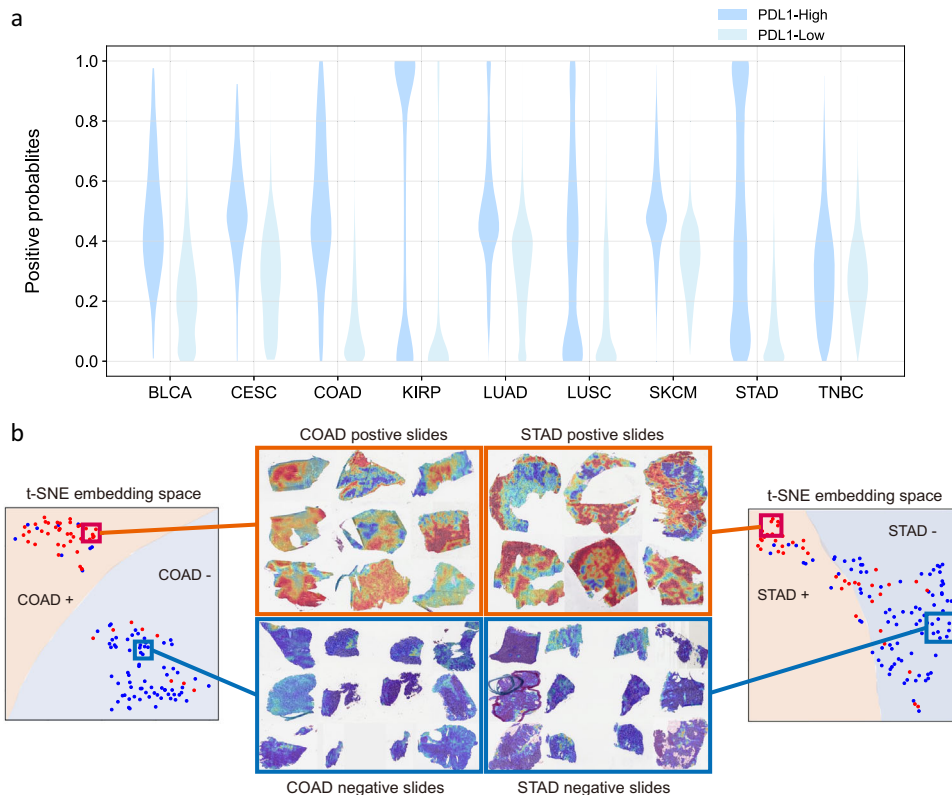 a
PDL1-High
PDL1-Low
Positive probablites
1.0
0.8
0.6
0.4
0.2
0.0
BLCA CESC COAD KIRP LUAD LUSC SKCM STAD TNBC
b
COAD postive slides STAD postive slides
t-SNE embedding space t-SNE embedding space
COAD + COAD -
STAD + STAD -
COAD negative slides STAD negative slides